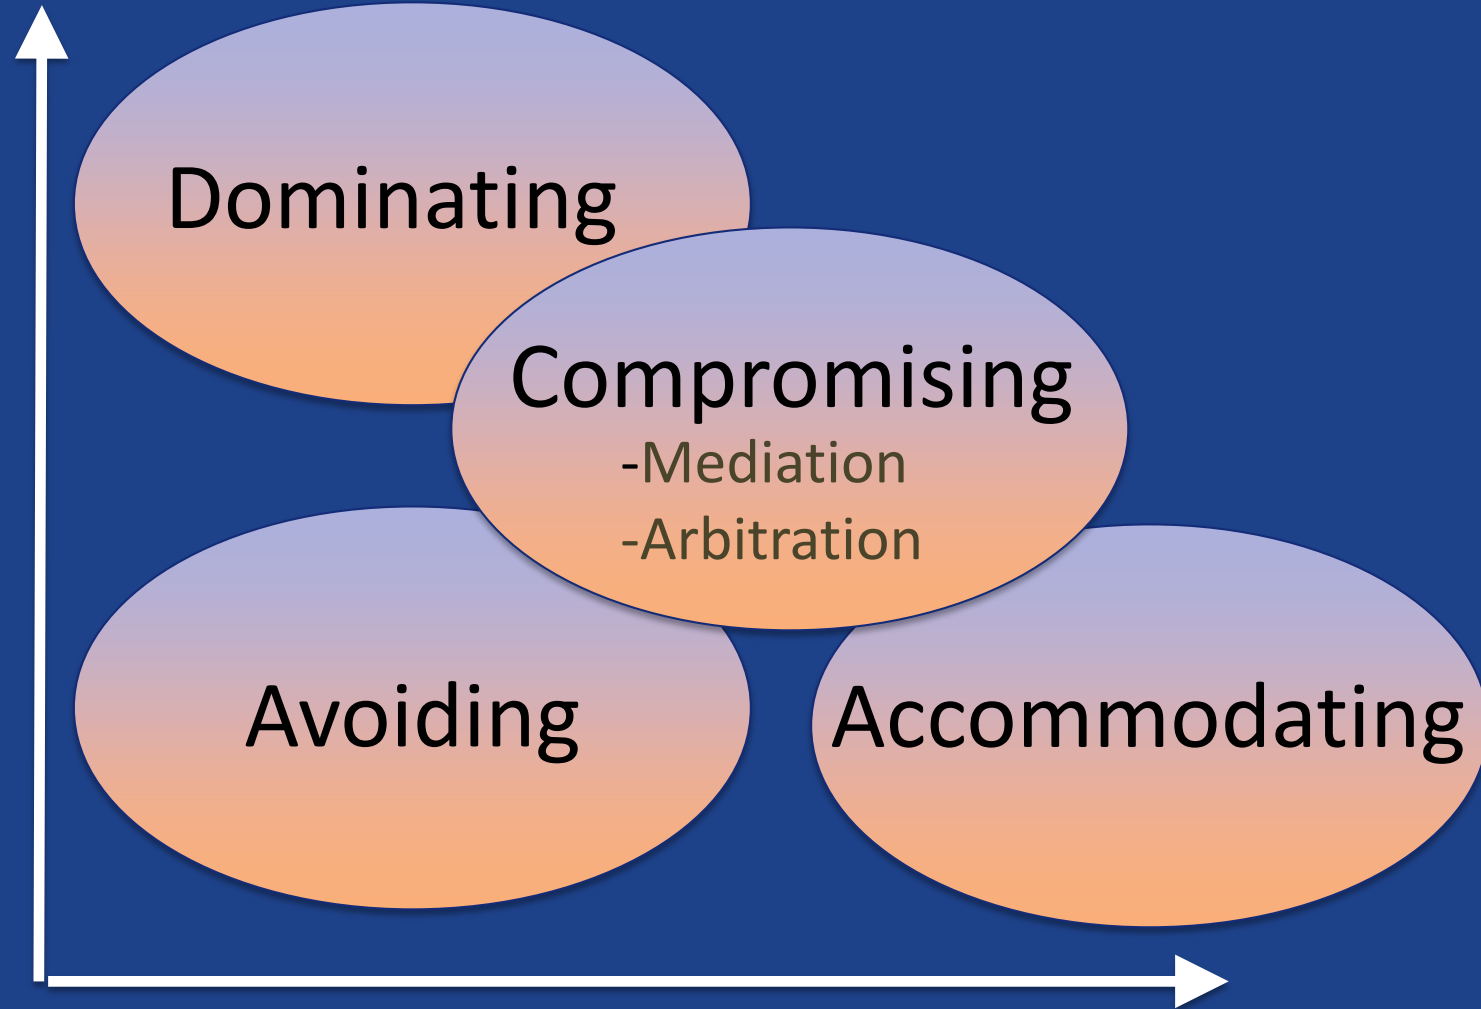 Dominating
Compromising
-Mediation
-Arbitration
Avoiding
Accommodating